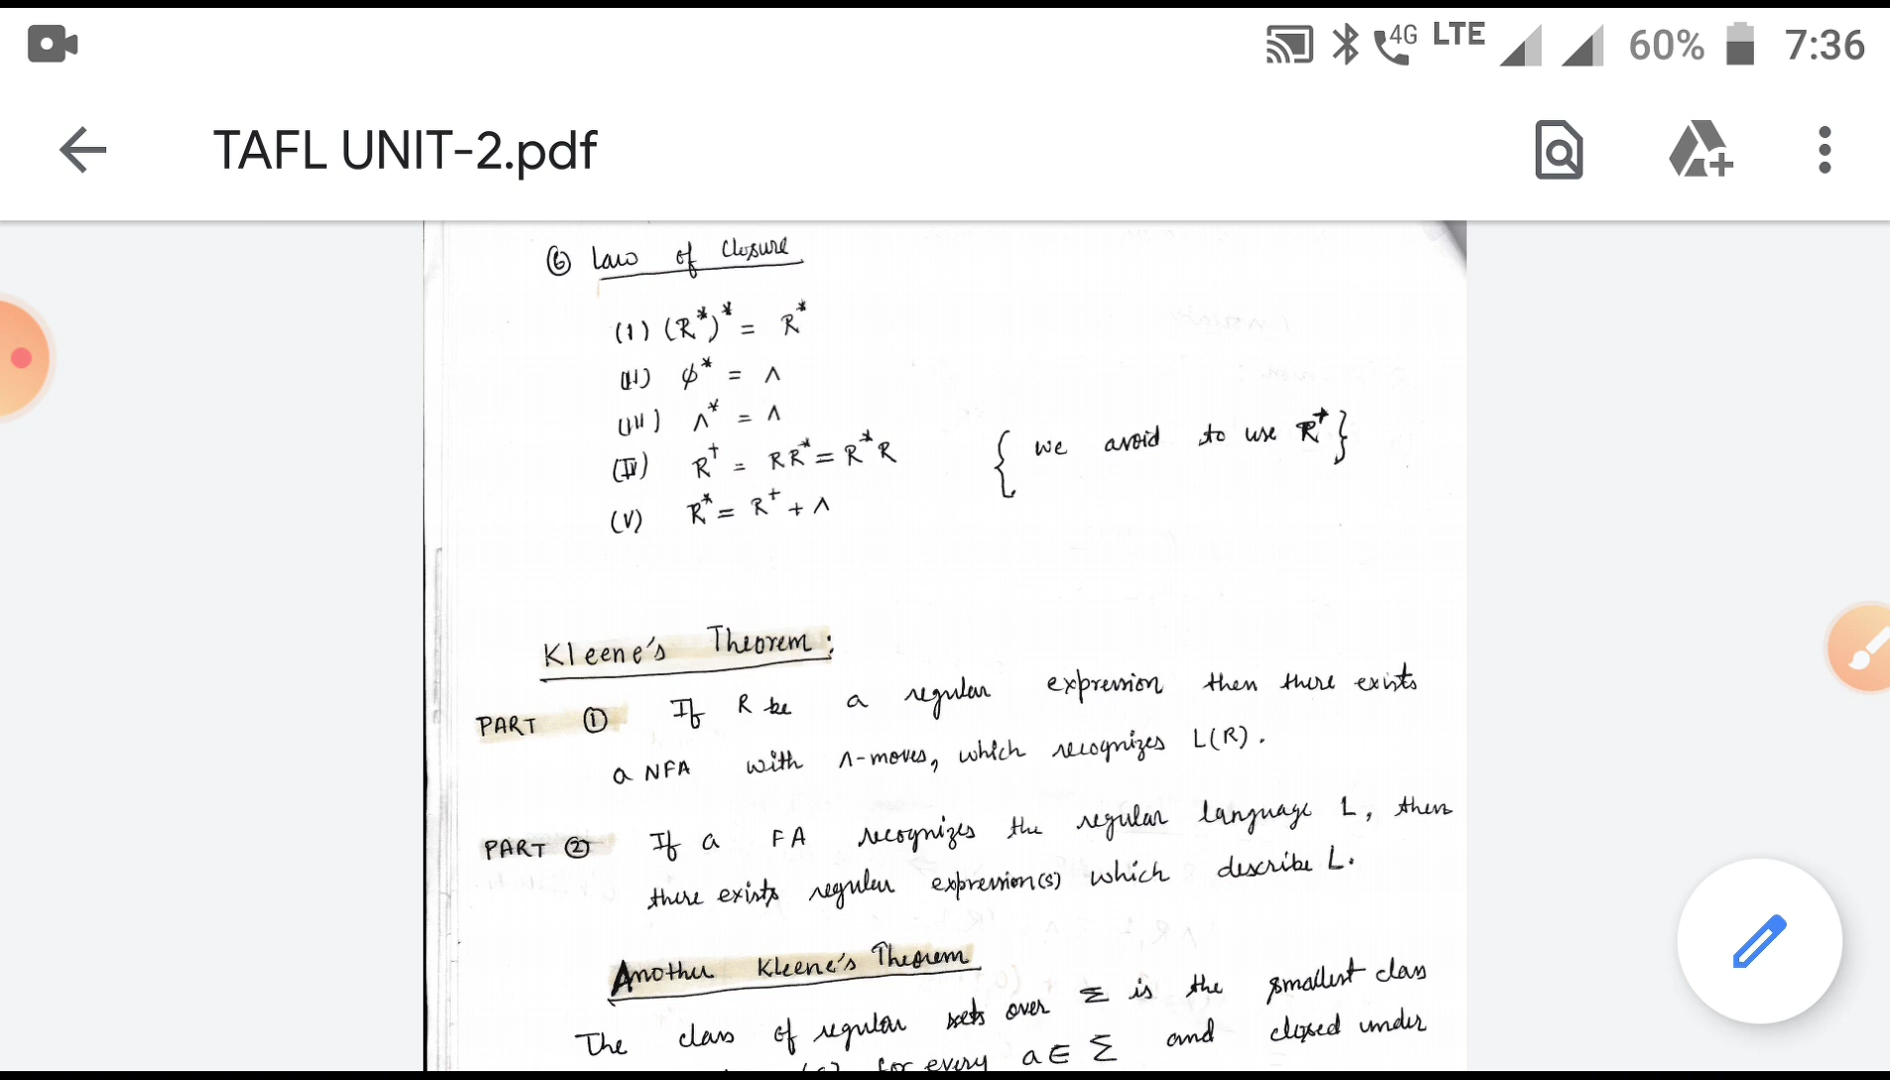 4G LTE 60% 7:36
TAFL UNIT-2.pdf
⑥ Law of Closure
(I) (R*)* = R*
(II) φ* = ∧
(III) ∧* = ∧
(IV) R⁺ = RR* = R*R { we avoid to use R⁺ }
(V) R* = R⁺ + ∧
Kleene's Theorem :
PART ① If R be a regular expression then there exists
a NFA with ∧-moves, which recognizes L(R).
PART ② If a FA recognizes the regular language L, then
there exists regular expression(s) which describe L.
Another Kleene's Theorem
The class of regular sets over Σ is the smallest class
for every a ∈ Σ and closed under